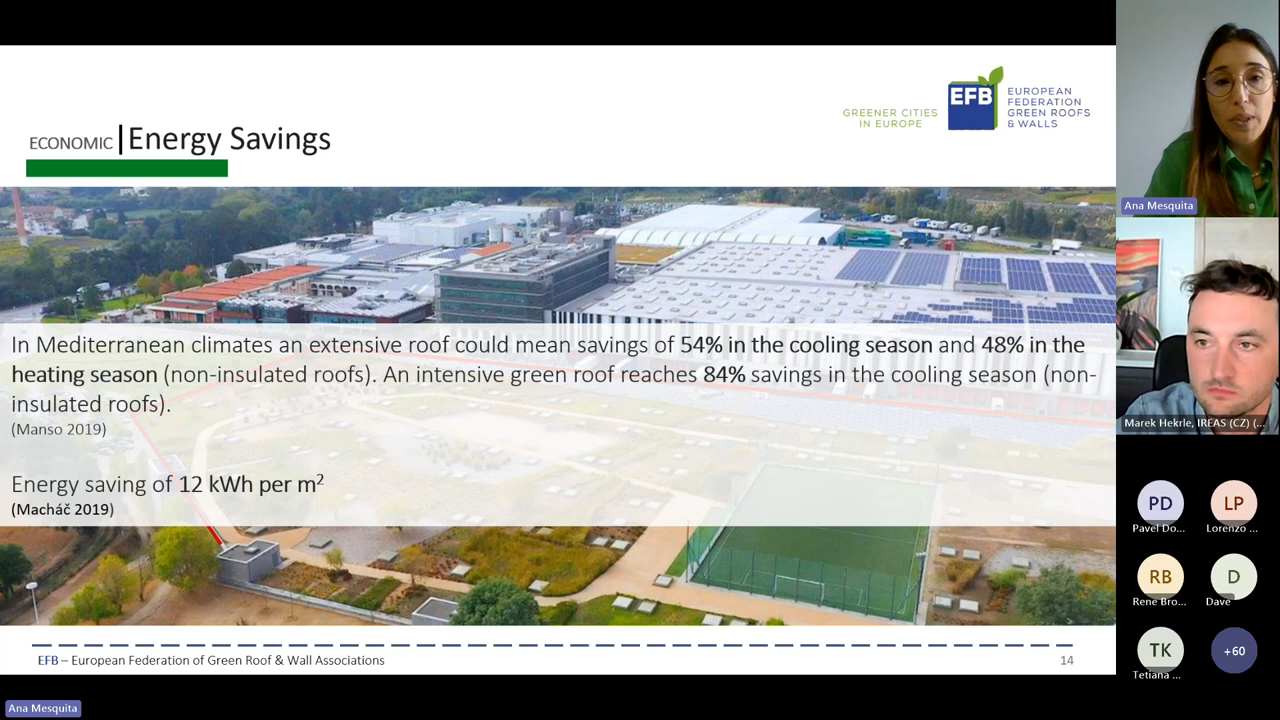 ECONOMIC | Energy Savings
GREENER CITIES
IN EUROPE
EFB
EUROPEAN
FEDERATION
GREEN ROOFS
& WALLS
In Mediterranean climates an extensive roof could mean savings of 54% in the cooling season and 48% in the
heating season (non-insulated roofs). An intensive green roof reaches 84% savings in the cooling season (non-
insulated roofs).
(Manso 2019)
Energy saving of 12 kWh per m²
(Macháč 2019)
EFB – European Federation of Green Roof & Wall Associations
14
Ana Mesquita
Marek Hekrle, IREAS (CZ) (...
PD
Pavel Do...
LP
Lorenzo ...
RB
Rene Bro...
D
Dave
TK
Tetiana ...
+60
Ana Mesquita